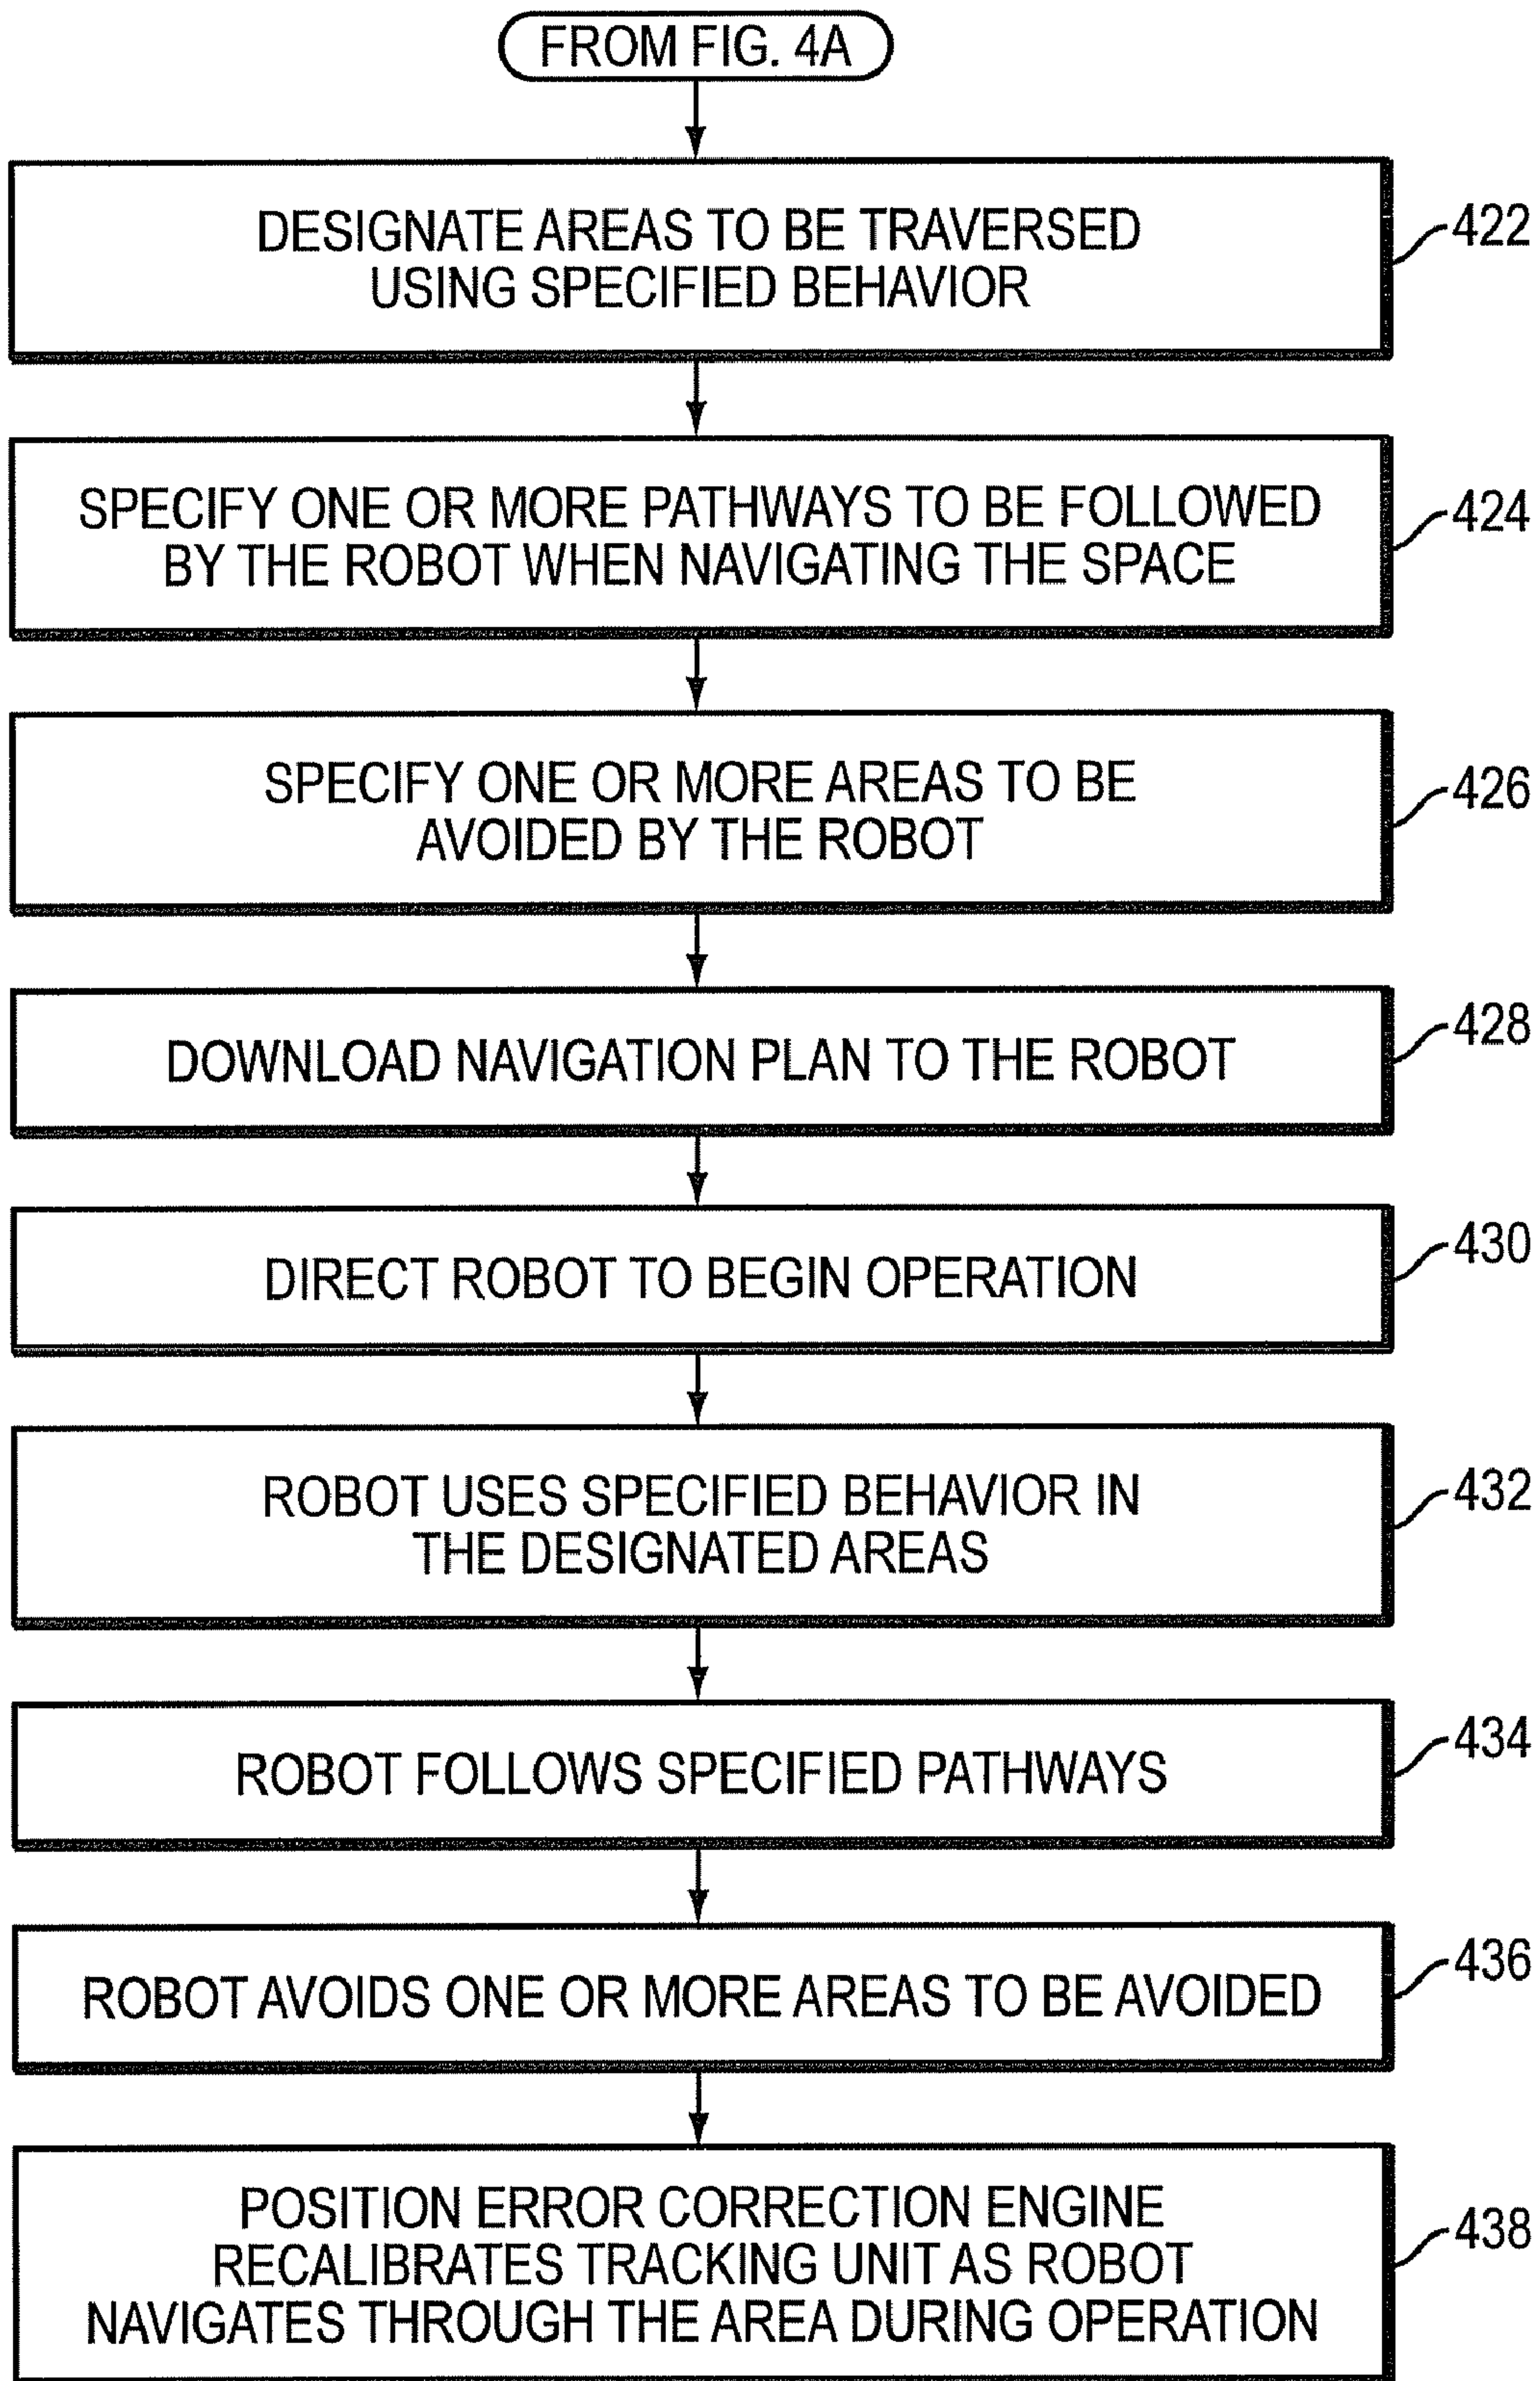 FROM FIG. 4A
DESIGNATE AREAS TO BE TRAVERSED
USING SPECIFIED BEHAVIOR
422
SPECIFY ONE OR MORE PATHWAYS TO BE FOLLOWED
BY THE ROBOT WHEN NAVIGATING THE SPACE
424
SPECIFY ONE OR MORE AREAS TO BE
AVOIDED BY THE ROBOT
426
DOWNLOAD NAVIGATION PLAN TO THE ROBOT
428
DIRECT ROBOT TO BEGIN OPERATION
430
ROBOT USES SPECIFIED BEHAVIOR IN
THE DESIGNATED AREAS
432
ROBOT FOLLOWS SPECIFIED PATHWAYS
434
ROBOT AVOIDS ONE OR MORE AREAS TO BE AVOIDED
436
POSITION ERROR CORRECTION ENGINE
RECALIBRATES TRACKING UNIT AS ROBOT
NAVIGATES THROUGH THE AREA DURING OPERATION
438